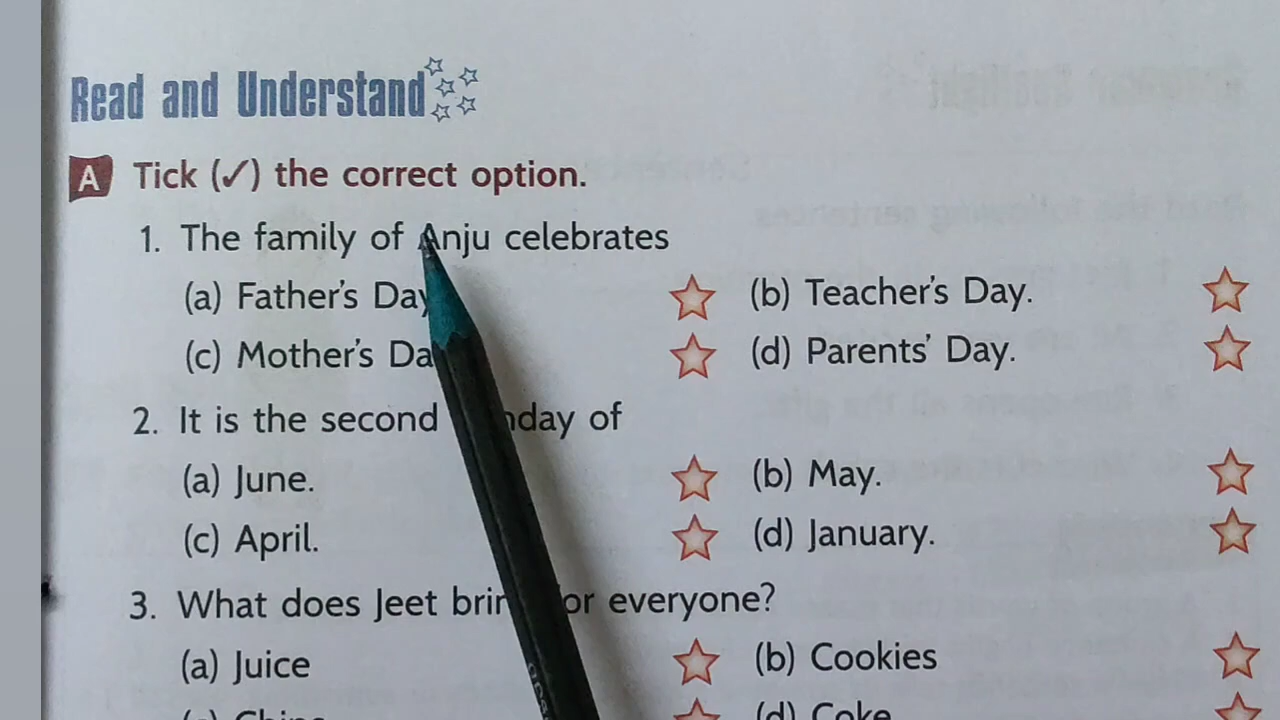 Read and Understand
A Tick (✓) the correct option.
1. The family of Anju celebrates
(a) Father's Day (b) Teacher's Day.
(c) Mother's Da (d) Parents' Day.
2. It is the second nday of
(a) June. (b) May.
(c) April. (d) January.
3. What does Jeet brin for everyone?
(a) Juice (b) Cookies
(d) Coke